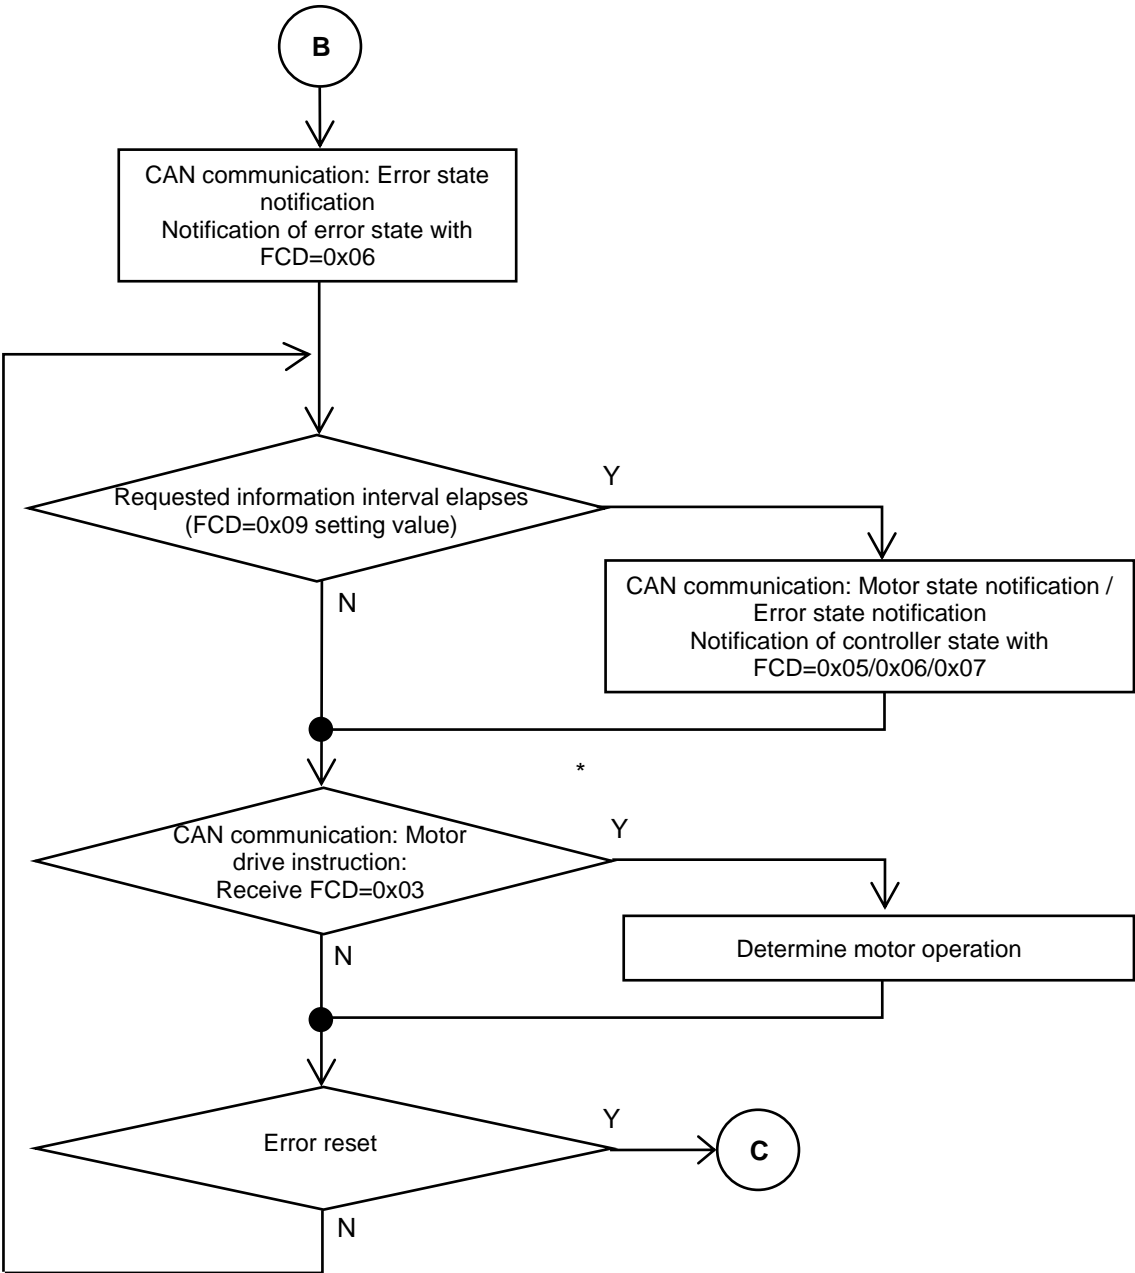 B
CAN communication: Error state
notification
Notification of error state with
FCD=0x06
Y
Requested information interval elapses
(FCD=0x09 setting value)
N
CAN communication: Motor state notification /
Error state notification
Notification of controller state with
FCD=0x05/0x06/0x07
*
Y
CAN communication: Motor
drive instruction:
Receive FCD=0x03
N
Determine motor operation
Y
Error reset
C
N